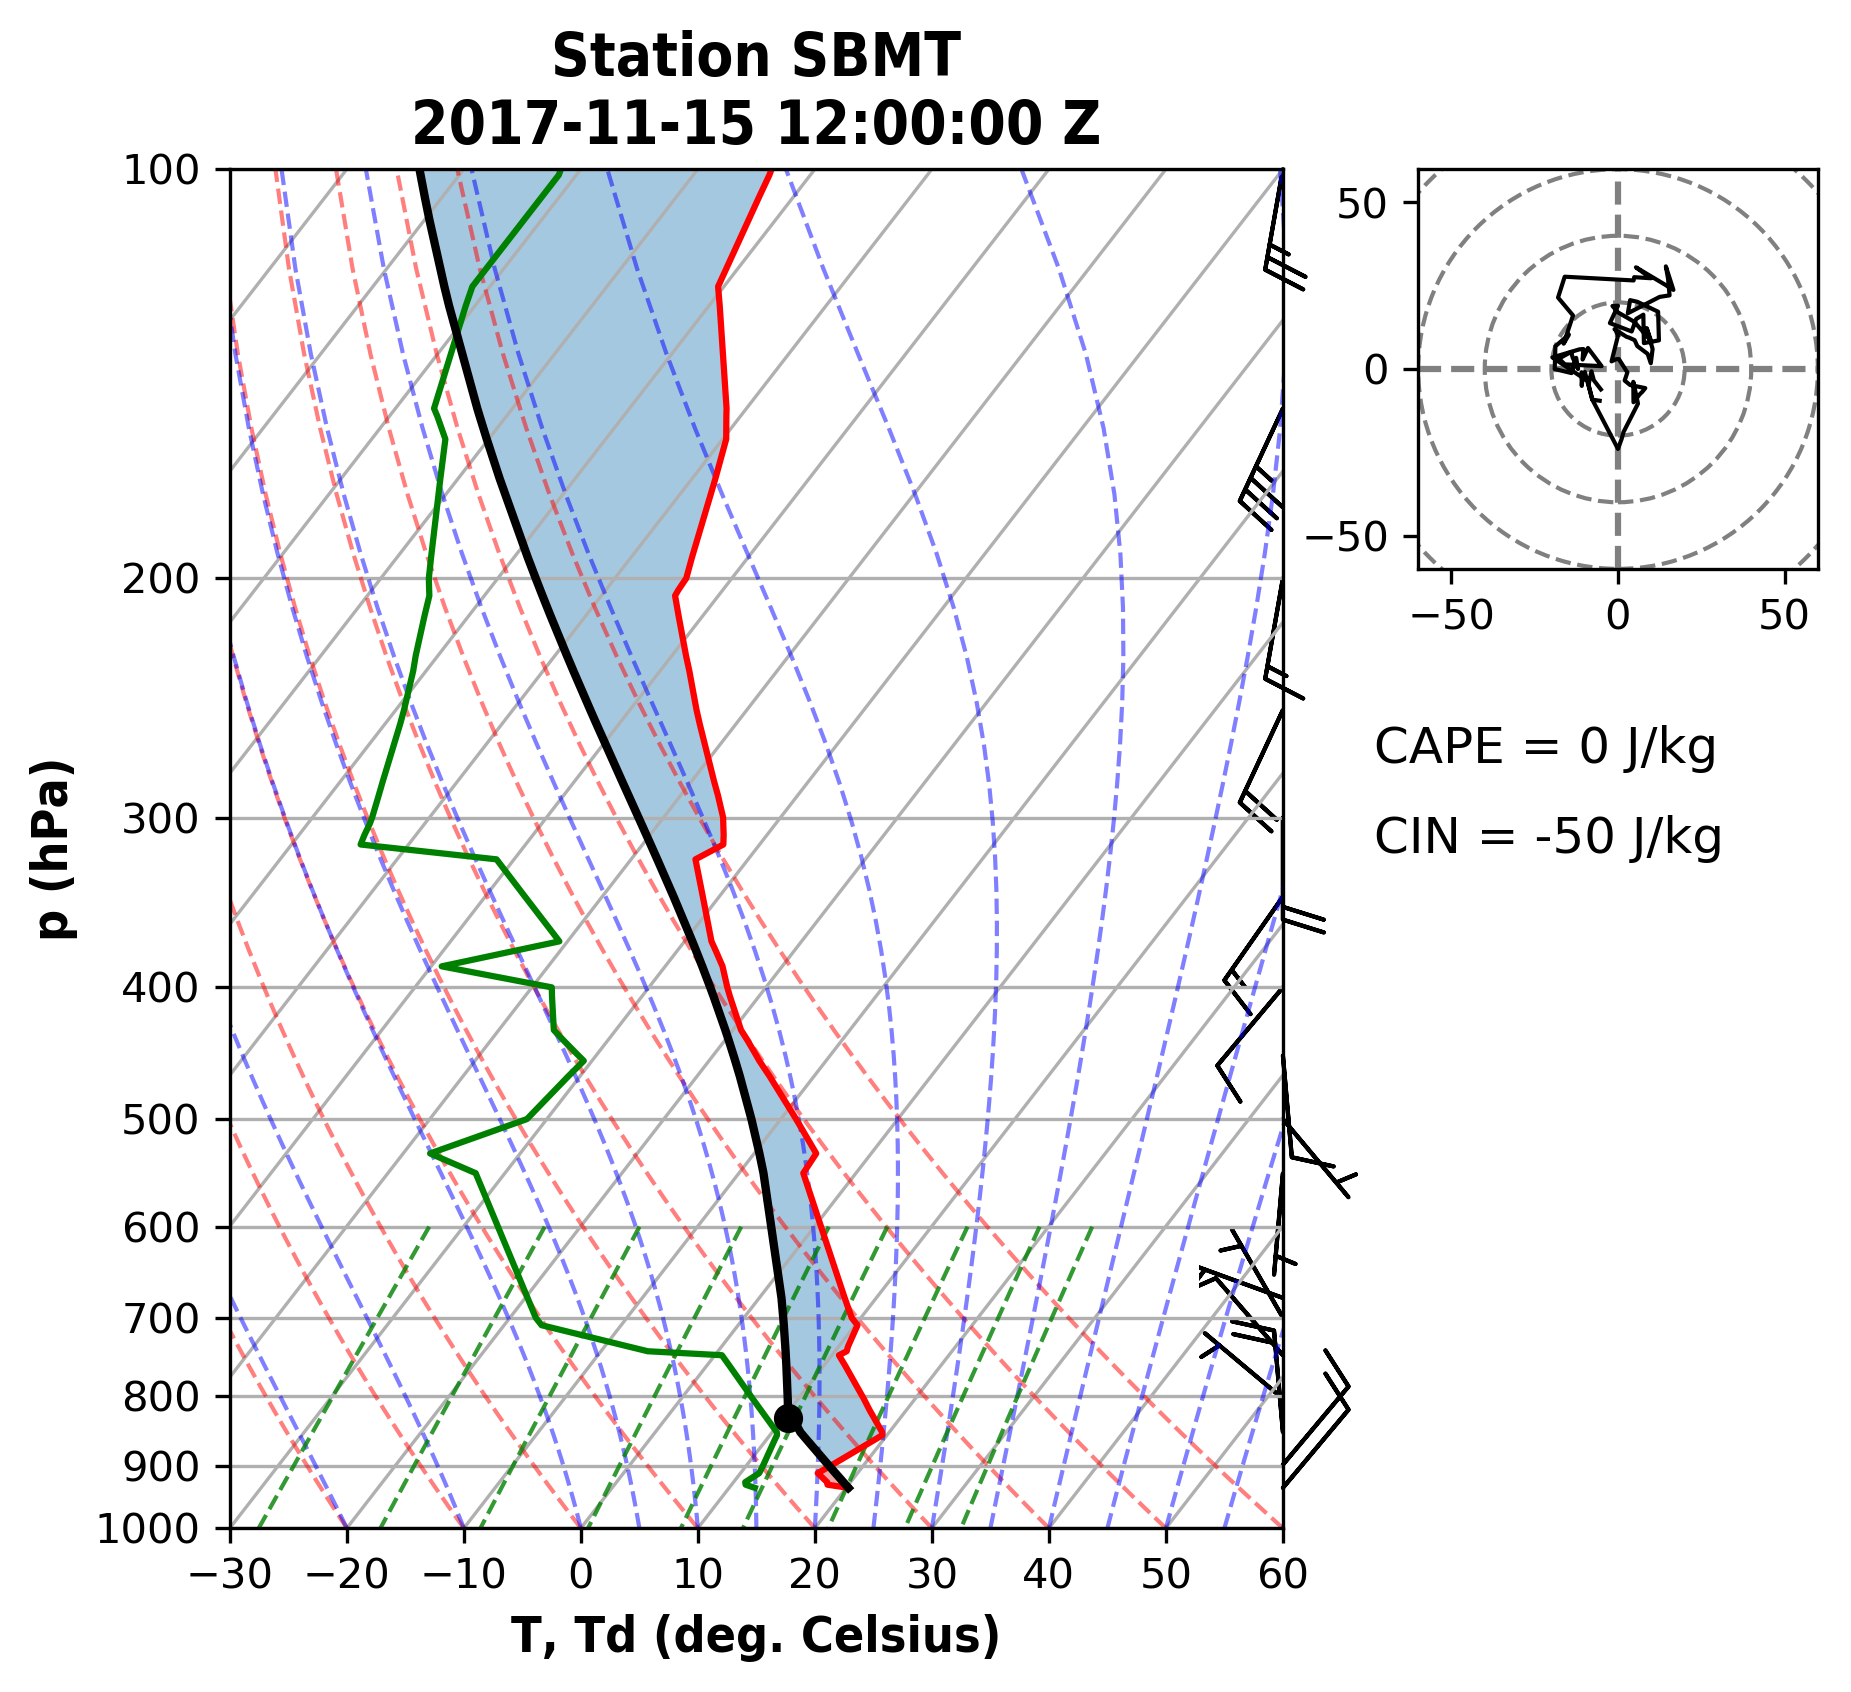 Station SBMT
2017-11-15 12:00:00 Z
100
200
300
400
500
600
700
800
900
1000
p (hPa)
−30 −20 −10 0 10 20 30 40 50 60
T, Td (deg. Celsius)
50
0
−50
−50 0 50
CAPE = 0 J/kg
CIN = -50 J/kg